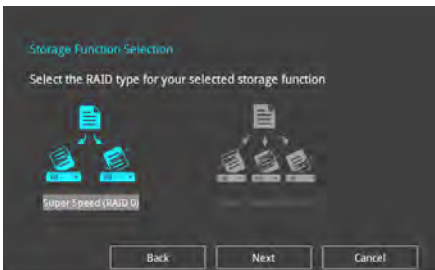 Storage Function Selection
Select the RAID type for your selected storage function
Super Speed (RAID 0)
Back
Next
Cancel